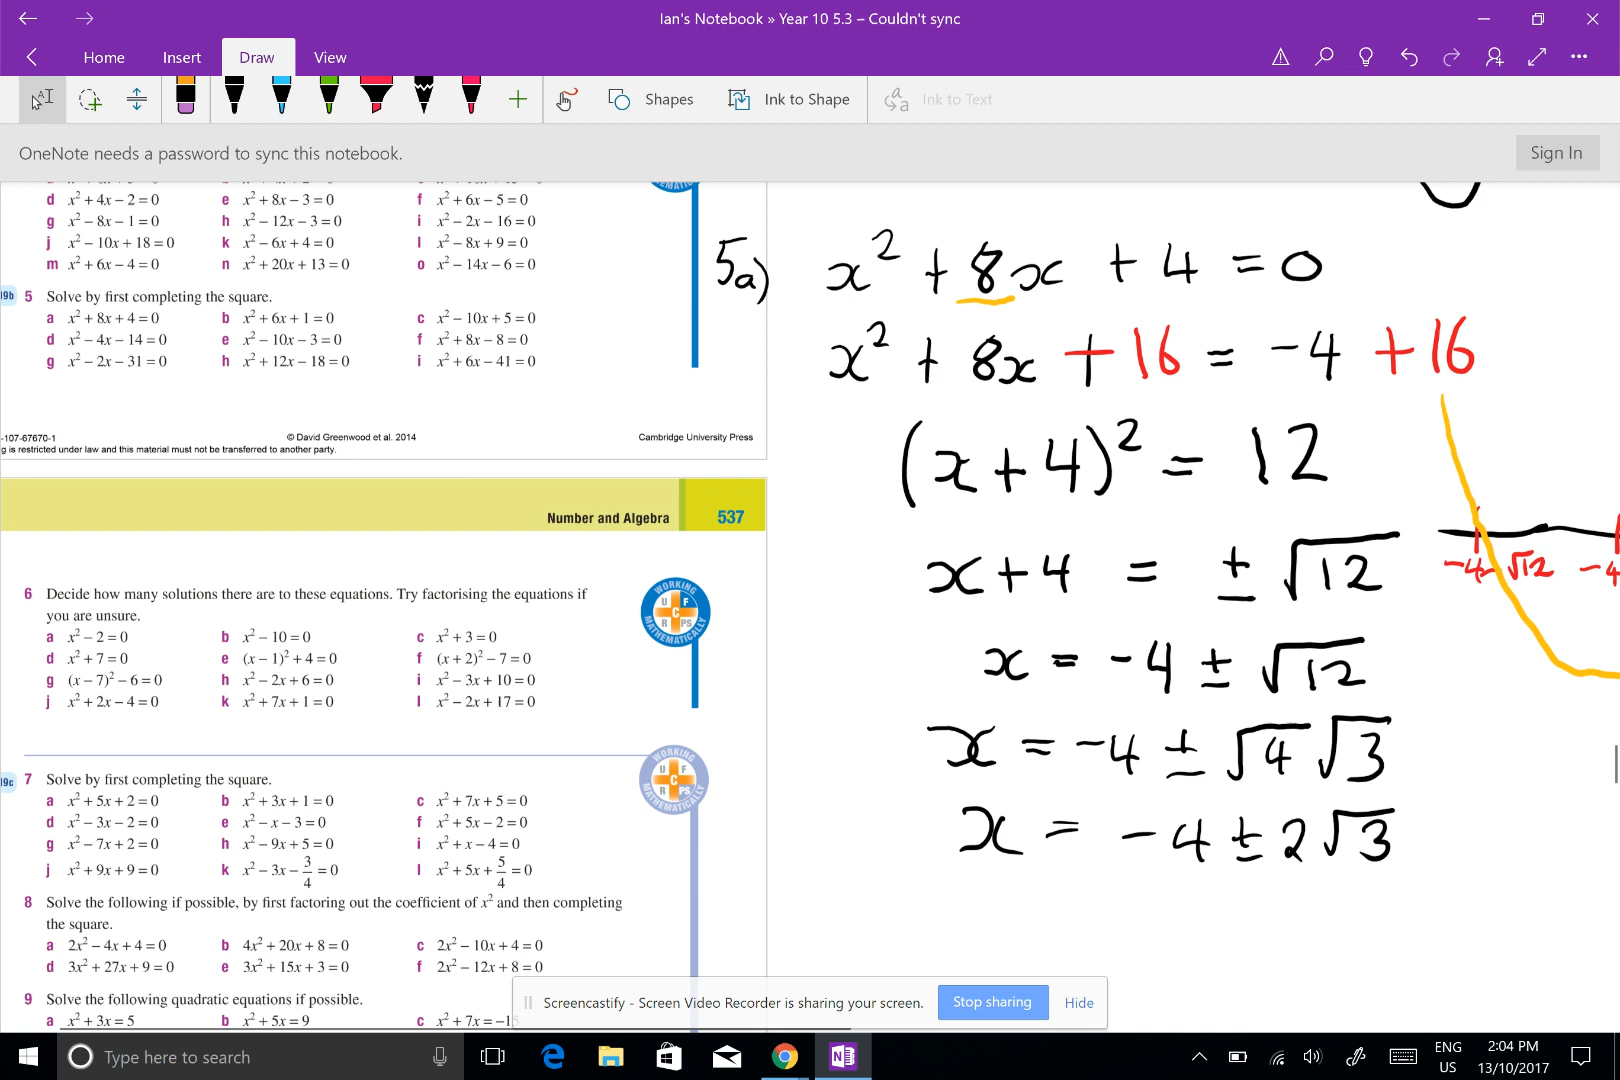 Ian's Notebook » Year 10 5.3 – Couldn't sync
Home Insert Draw View
Shapes Ink to Shape Ink to Text
OneNote needs a password to sync this notebook. Sign In
d x² + 4x – 2 = 0 e x² + 8x – 3 = 0 f x² + 6x – 5 = 0
g x² – 8x – 1 = 0 h x² – 12x – 3 = 0 i x² – 2x – 16 = 0
j x² – 10x + 18 = 0 k x² – 6x + 4 = 0 l x² – 8x + 9 = 0
m x² + 6x – 4 = 0 n x² + 20x + 13 = 0 o x² – 14x – 6 = 0
19b 5 Solve by first completing the square.
a x² + 8x + 4 = 0 b x² + 6x + 1 = 0 c x² – 10x + 5 = 0
d x² – 4x – 14 = 0 e x² – 10x – 3 = 0 f x² + 8x – 8 = 0
g x² – 2x – 31 = 0 h x² + 12x – 18 = 0 i x² + 6x – 41 = 0
-107-67670-1 © David Greenwood et al. 2014 Cambridge University Press
g is restricted under law and this material must not be transferred to another party.
Number and Algebra 537
6 Decide how many solutions there are to these equations. Try factorising the equations if
you are unsure.
a x² – 2 = 0 b x² – 10 = 0 c x² + 3 = 0
d x² + 7 = 0 e (x – 1)² + 4 = 0 f (x + 2)² – 7 = 0
g (x – 7)² – 6 = 0 h x² – 2x + 6 = 0 i x² – 3x + 10 = 0
j x² + 2x – 4 = 0 k x² + 7x + 1 = 0 l x² – 2x + 17 = 0
WORKING
U F
C
R PS
MATHEMATICALLY
19c 7 Solve by first completing the square.
a x² + 5x + 2 = 0 b x² + 3x + 1 = 0 c x² + 7x + 5 = 0
d x² – 3x – 2 = 0 e x² – x – 3 = 0 f x² + 5x – 2 = 0
g x² – 7x + 2 = 0 h x² – 9x + 5 = 0 i x² + x – 4 = 0
j x² + 9x + 9 = 0 k x² – 3x – 3/4 = 0 l x² + 5x + 5/4 = 0
WORKING
U F
C
R PS
MATHEMATICALLY
8 Solve the following if possible, by first factoring out the coefficient of x² and then completing
the square.
a 2x² – 4x + 4 = 0 b 4x² + 20x + 8 = 0 c 2x² – 10x + 4 = 0
d 3x² + 27x + 9 = 0 e 3x² + 15x + 3 = 0 f 2x² – 12x + 8 = 0
9 Solve the following quadratic equations if possible.
a x² + 3x = 5 b x² + 5x = 9 c x² + 7x = –1
5a) x² + 8x + 4 = 0
x² + 8x + 16 = -4 + 16
(x + 4)² = 12
x + 4 = ± √12
x = -4 ± √12
x = -4 ± √4 √3
x = -4 ± 2√3
-4 - √12 -4
Screencastify - Screen Video Recorder is sharing your screen. Stop sharing Hide
Type here to search
ENG
US
2:04 PM
13/10/2017